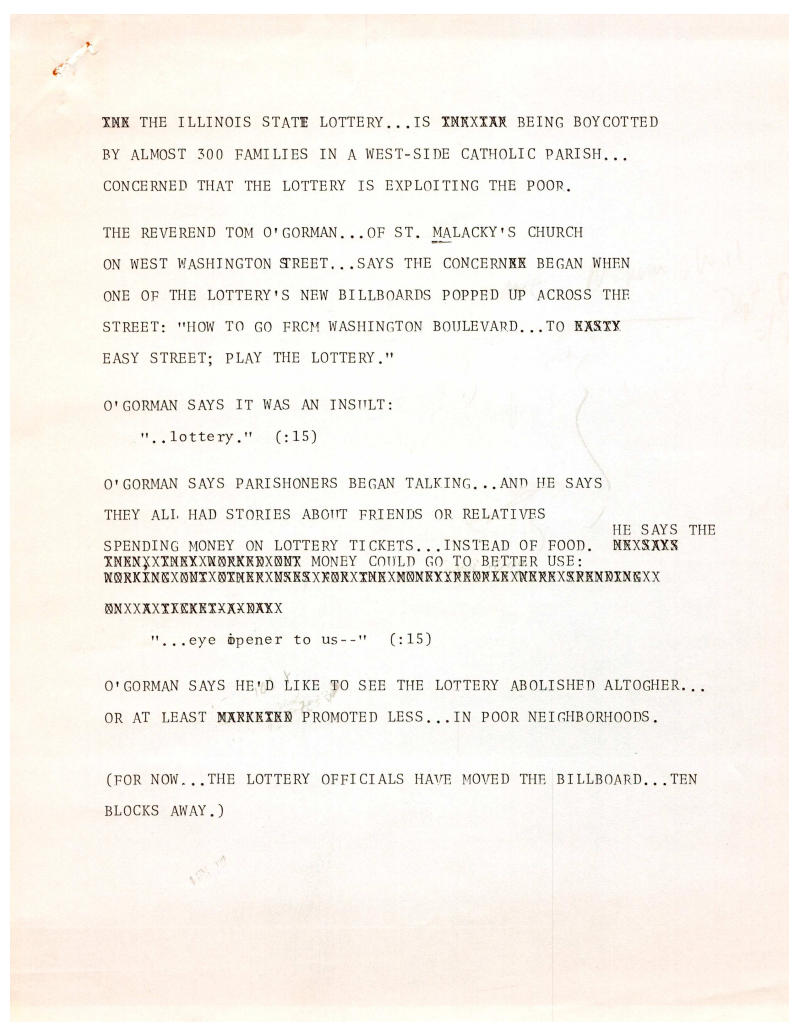 THE ILLINOIS STATE LOTTERY...IS BEING BOYCOTTED
BY ALMOST 300 FAMILIES IN A WEST-SIDE CATHOLIC PARISH...
CONCERNED THAT THE LOTTERY IS EXPLOITING THE POOR.
THE REVEREND TOM O'GORMAN...OF ST. MALACKY'S CHURCH
ON WEST WASHINGTON STREET...SAYS THE CONCERN BEGAN WHEN
ONE OF THE LOTTERY'S NEW BILLBOARDS POPPED UP ACROSS THE
STREET: "HOW TO GO FROM WASHINGTON BOULEVARD...TO
EASY STREET; PLAY THE LOTTERY."
O'GORMAN SAYS IT WAS AN INSULT:
"..lottery." (:15)
O'GORMAN SAYS PARISHONERS BEGAN TALKING...AND HE SAYS
THEY ALL HAD STORIES ABOUT FRIENDS OR RELATIVES
SPENDING MONEY ON LOTTERY TICKETS...INSTEAD OF FOOD. HE SAYS THE
MONEY COULD GO TO BETTER USE:
"...eye opener to us--" (:15)
O'GORMAN SAYS HE'D LIKE TO SEE THE LOTTERY ABOLISHED ALTOGHER...
OR AT LEAST PROMOTED LESS...IN POOR NEIGHBORHOODS.
(FOR NOW...THE LOTTERY OFFICIALS HAVE MOVED THE BILLBOARD...TEN
BLOCKS AWAY.)